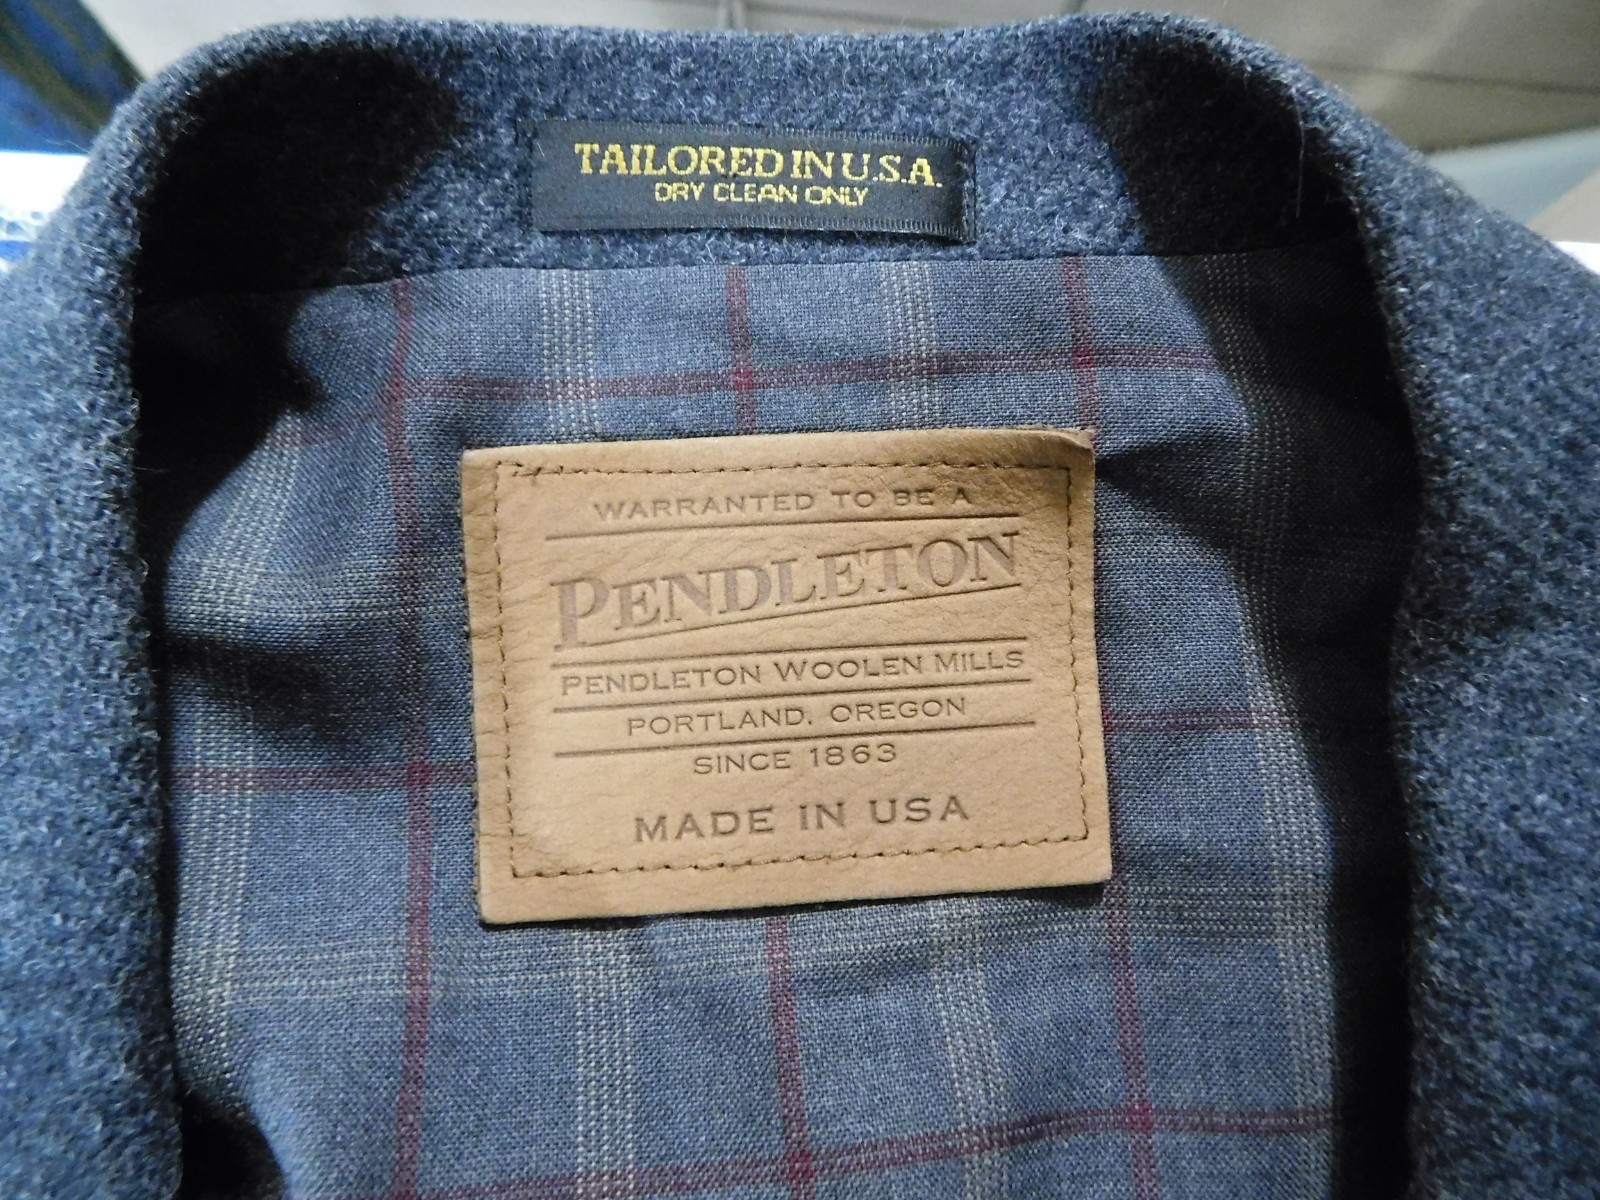 TAILORED IN U.S.A.
DRY CLEAN ONLY
WARRANTED TO BE A
PENDLETON
PENDLETON WOOLEN MILLS
PORTLAND, OREGON
SINCE 1863
MADE IN USA